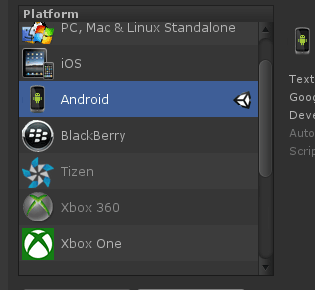 Platform
PC, Mac & Linux Standalone
iOS
Android
BlackBerry
Tizen
Xbox 360
Xbox One
Text
Goog
Deve
Auto
Scrip